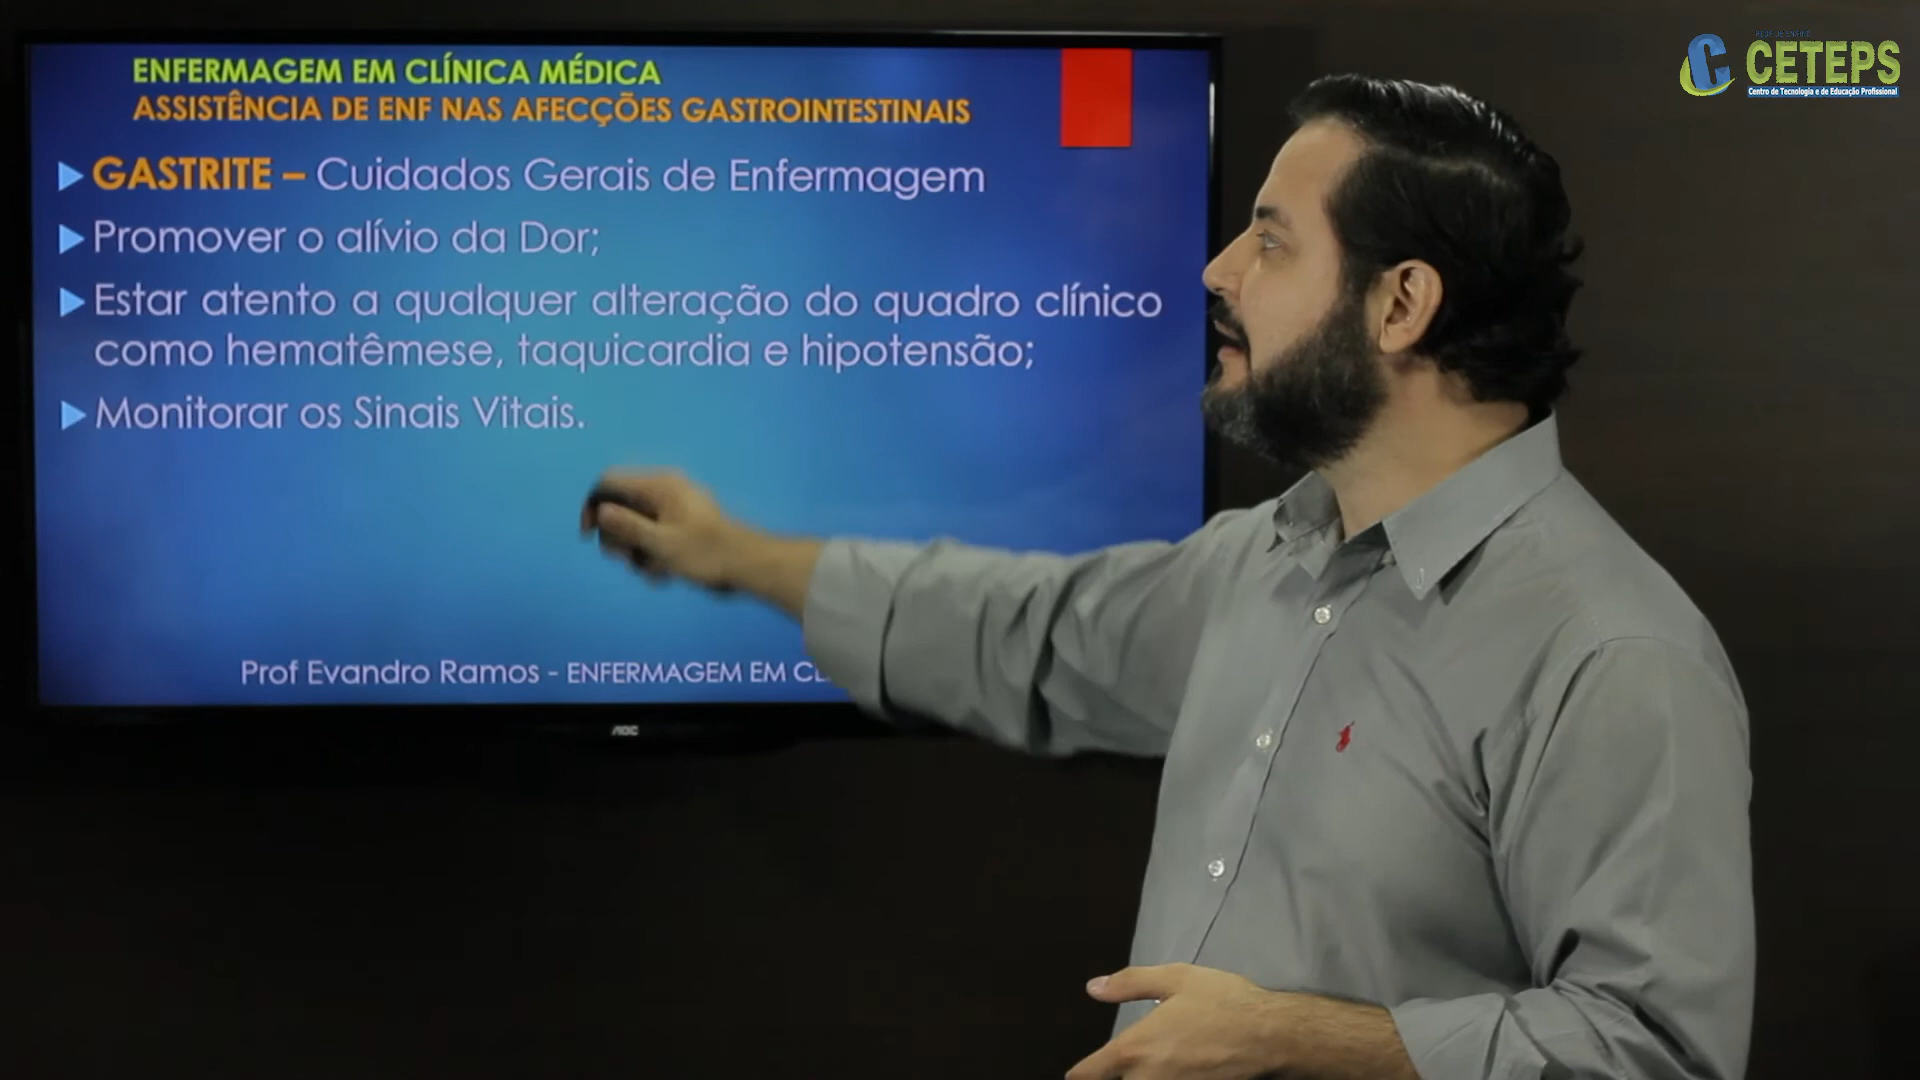 ENFERMAGEM EM CLÍNICA MÉDICA
ASSISTÊNCIA DE ENF NAS AFECÇÕES GASTROINTESTINAIS
GASTRITE – Cuidados Gerais de Enfermagem
Promover o alívio da Dor;
Estar atento a qualquer alteração do quadro clínico
como hematêmese, taquicardia e hipotensão;
Monitorar os Sinais Vitais.
Prof Evandro Ramos - ENFERMAGEM EM
AOC
CETEPS
Centro de Tecnologia e de Educação Profissional